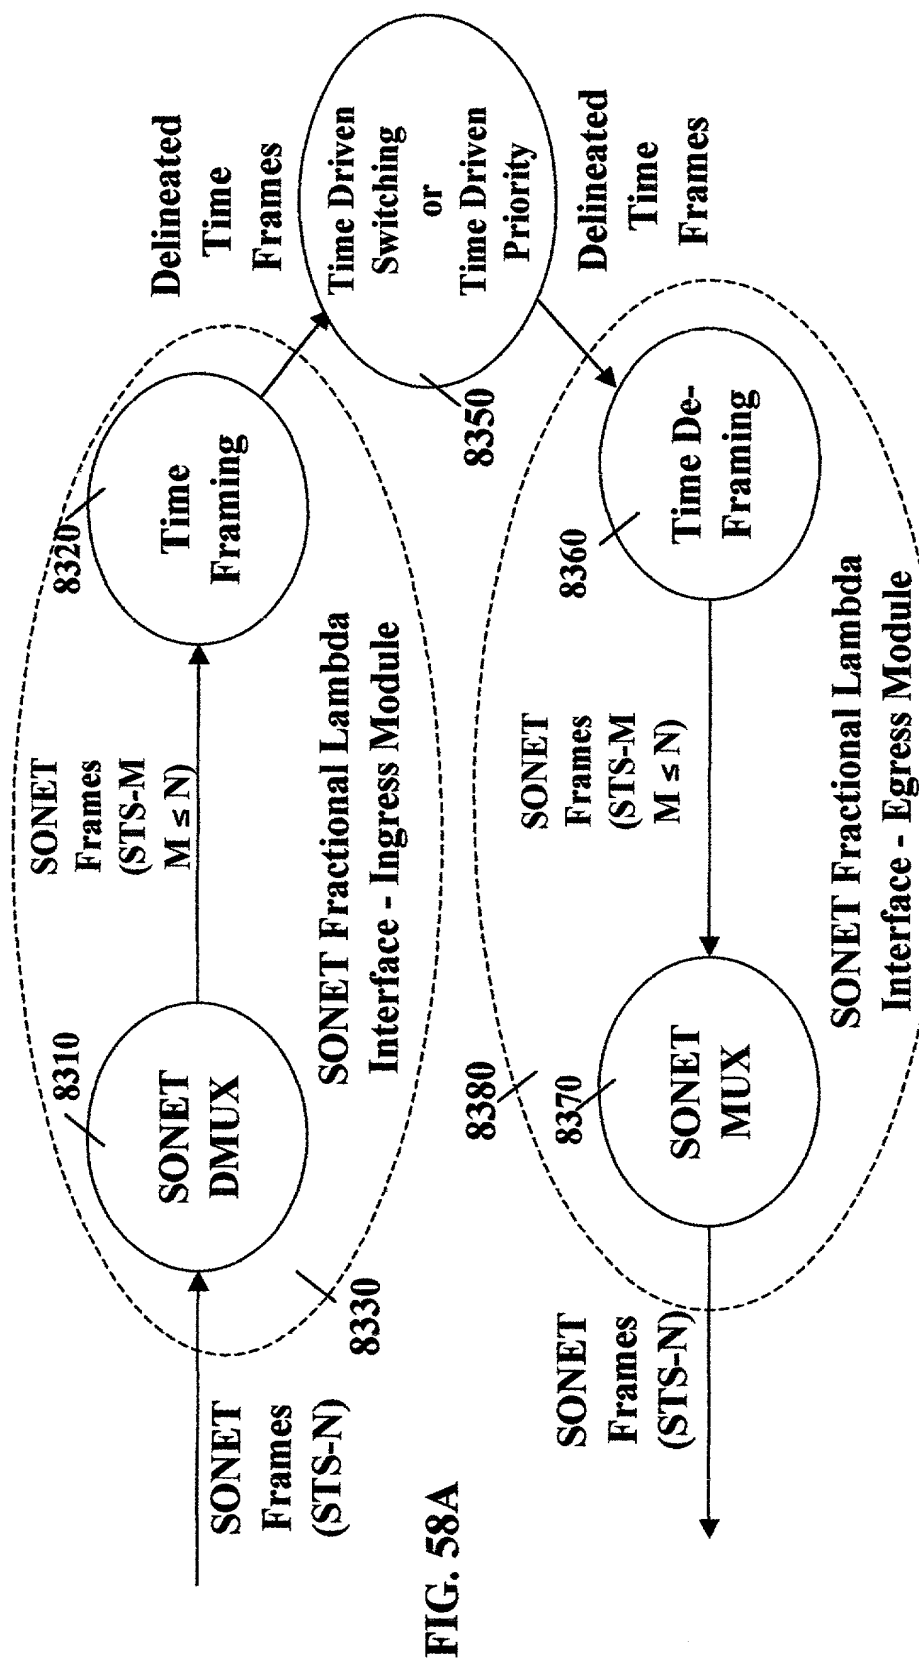 SONET
Frames
(STS-N)
8330
8310
SONET
DMUX
SONET
Frames
(STS-M
M ≤ N)
8320
Time
Framing
SONET Fractional Lambda
Interface - Ingress Module
Delineated
Time
Frames
Time Driven
Switching
or
Time Driven
Priority
8350
Delineated
Time
Frames
8360
Time De-
Framing
SONET
Frames
(STS-M
M ≤ N)
8380
8370
SONET
MUX
SONET Fractional Lambda
Interface - Egress Module
SONET
Frames
(STS-N)
FIG. 58A